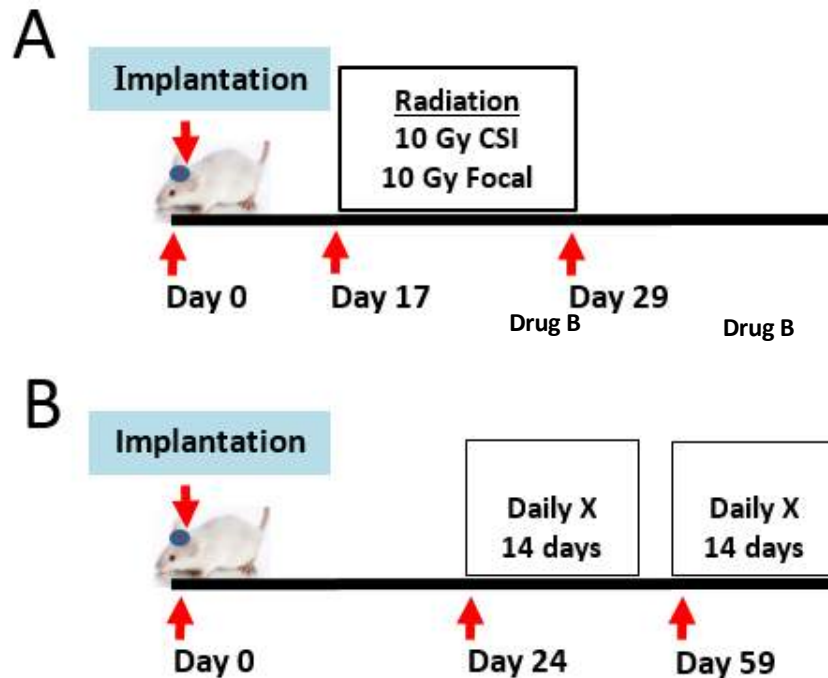 A
Implantation
Radiation
10 Gy CSI
10 Gy Focal
Day 0
Day 17
Day 29
Drug B
Drug B
B
Implantation
Daily X
14 days
Daily X
14 days
Day 0
Day 24
Day 59